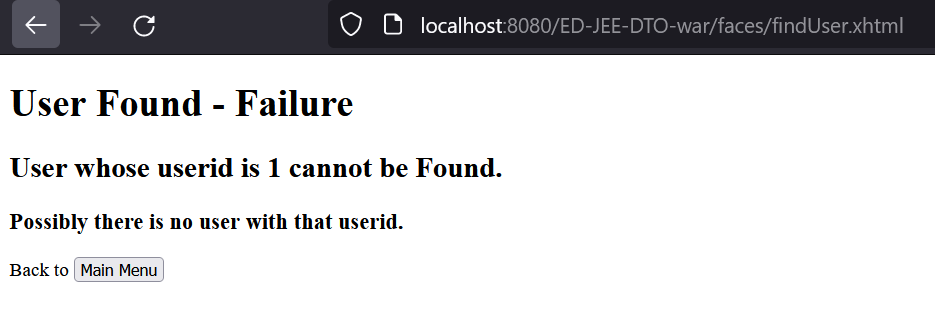 localhost:8080/ED-JEE-DTO-war/faces/findUser.xhtml
User Found - Failure
User whose userid is 1 cannot be Found.
Possibly there is no user with that userid.
Back to Main Menu